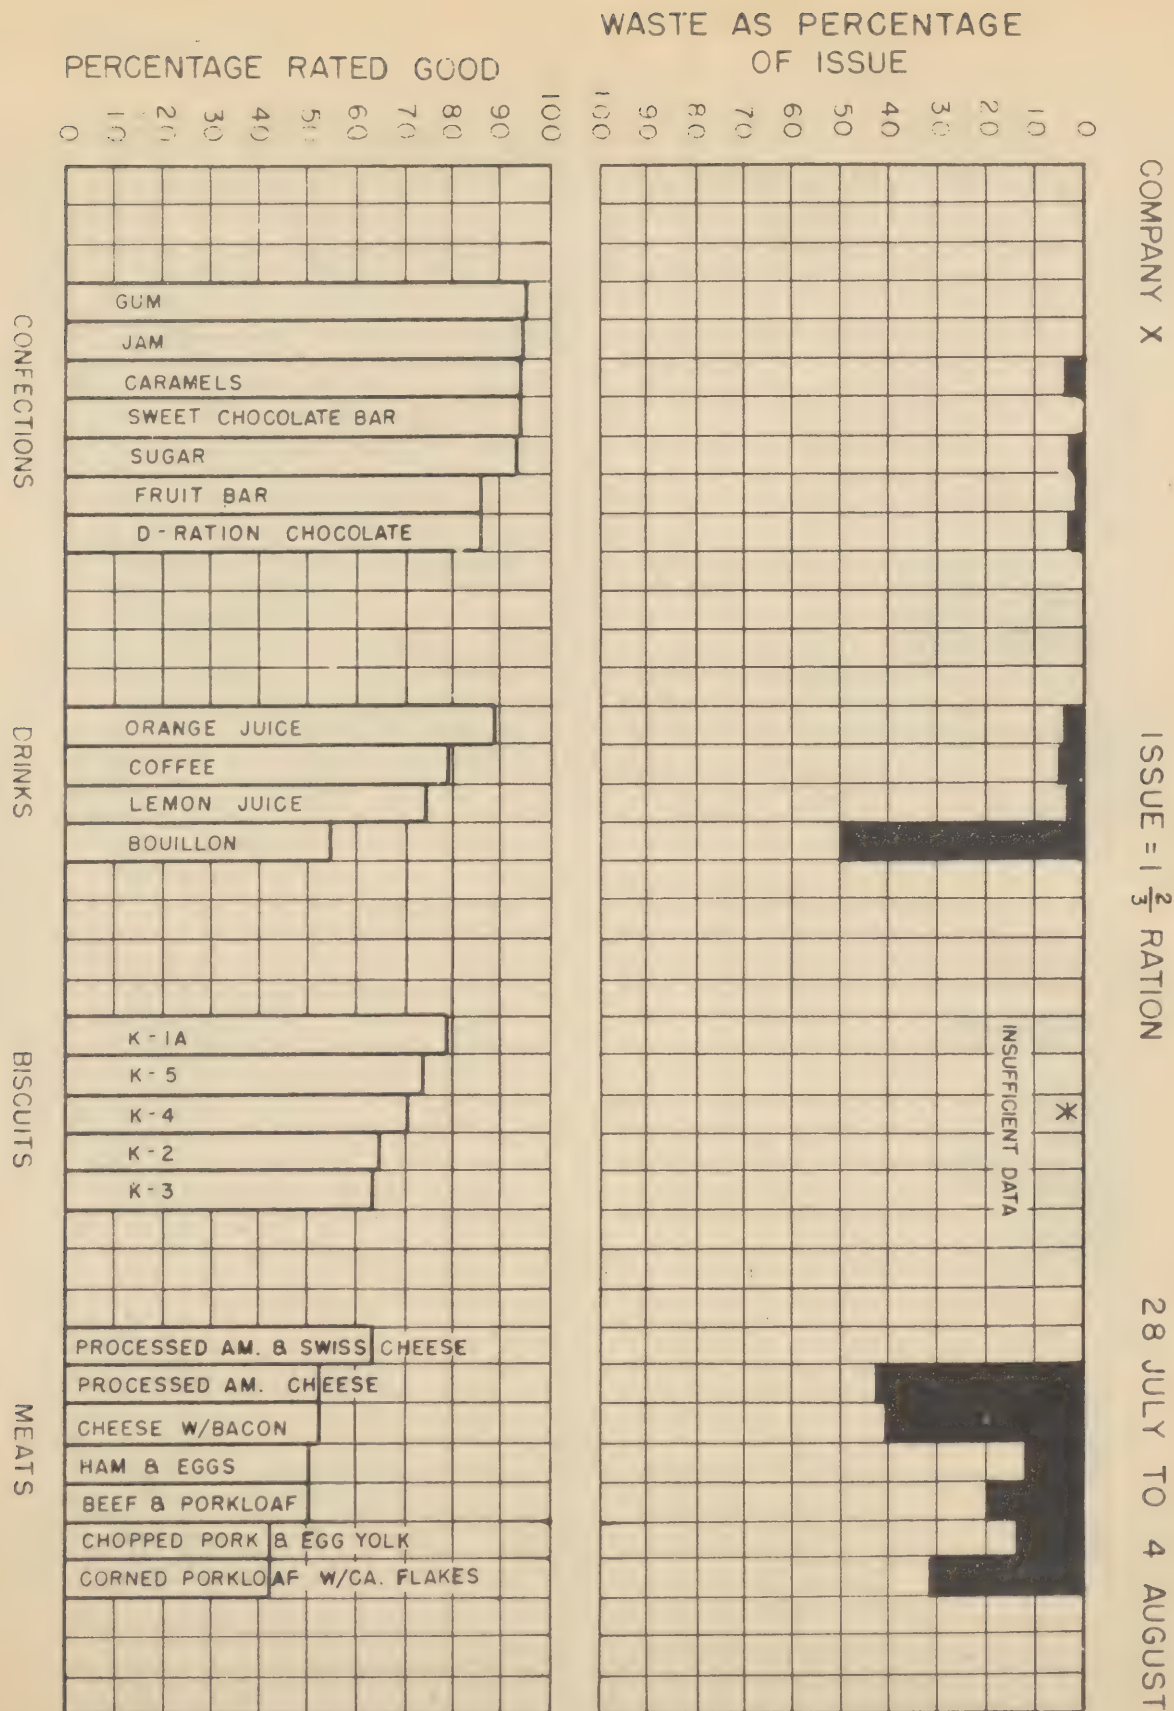 WASTE AS PERCENTAGE
OF ISSUE
PERCENTAGE RATED GOOD
0 10 20 30 40 50 60 70 80 90 100
100 90 80 70 60 50 40 30 20 10 0
COMPANY X
ISSUE = 1 2/3 RATION
28 JULY TO 4 AUGUST
CONFECTIONS
GUM
JAM
CARAMELS
SWEET CHOCOLATE BAR
SUGAR
FRUIT BAR
D-RATION CHOCOLATE
DRINKS
ORANGE JUICE
COFFEE
LEMON JUICE
BOUILLON
BISCUITS
K-1A
K-5
K-4
K-2
K-3
INSUFFICIENT DATA
*
MEATS
PROCESSED AM. & SWISS CHEESE
PROCESSED AM. CHEESE
CHEESE W/BACON
HAM & EGGS
BEEF & PORKLOAF
CHOPPED PORK & EGG YOLK
CORNED PORKLOAF W/CA. FLAKES